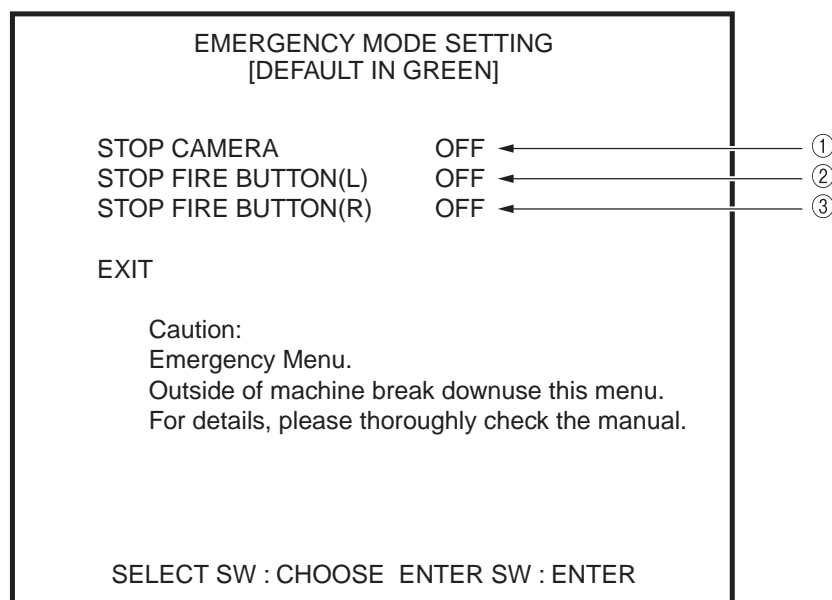 EMERGENCY MODE SETTING
[DEFAULT IN GREEN]
STOP CAMERA OFF ①
STOP FIRE BUTTON(L) OFF ②
STOP FIRE BUTTON(R) OFF ③
EXIT
Caution:
Emergency Menu.
Outside of machine break downuse this menu.
For details, please thoroughly check the manual.
SELECT SW : CHOOSE ENTER SW : ENTER